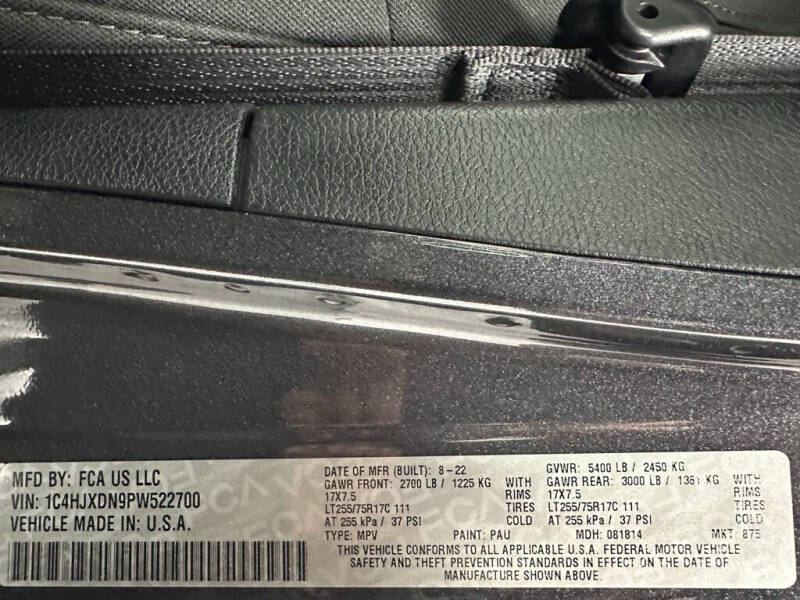 MFD BY: FCA US LLC
VIN: 1C4HJXDN9PW522700
VEHICLE MADE IN: U.S.A.
DATE OF MFR (BUILT): 8-22 GVWR: 5400 LB / 2450 KG
GAWR FRONT: 2700 LB / 1225 KG WITH GAWR REAR: 3000 LB / 1361 KG WITH
17X7.5 RIMS 17X7.5 RIMS
LT255/75R17C 111 TIRES LT255/75R17C 111 TIRES
AT 255 kPa / 37 PSI COLD AT 255 kPa / 37 PSI COLD
TYPE: MPV PAINT: PAU MDH: 081814 MKT: 875
THIS VEHICLE CONFORMS TO ALL APPLICABLE U.S.A. FEDERAL MOTOR VEHICLE
SAFETY AND THEFT PREVENTION STANDARDS IN EFFECT ON THE DATE OF
MANUFACTURE SHOWN ABOVE.